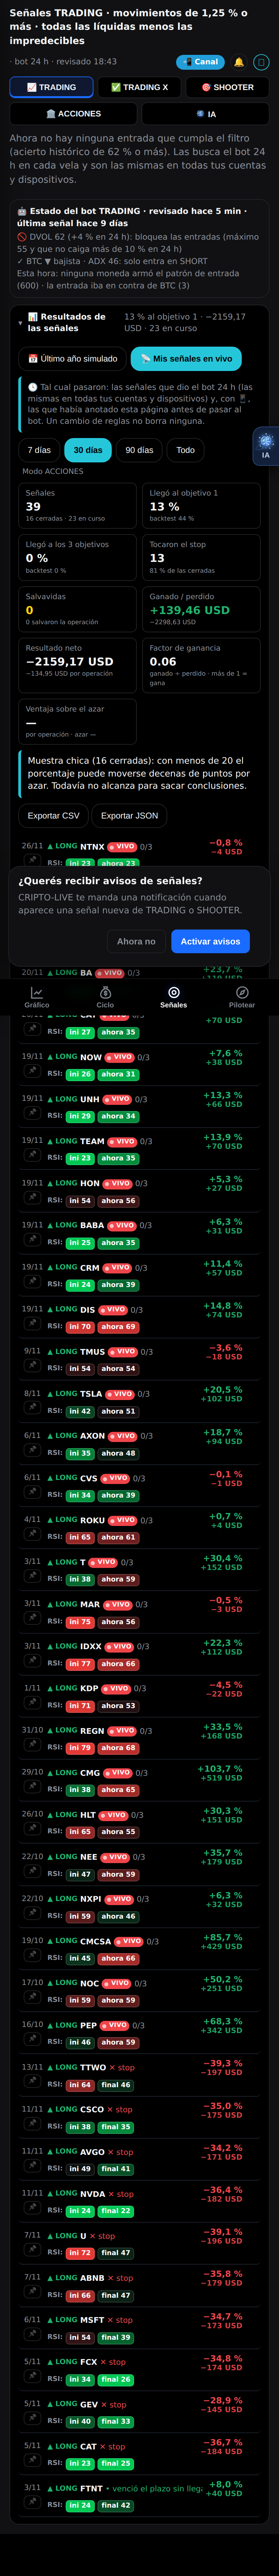 Señales TRADING · movimientos de 1,25 % o
más · todas las líquidas menos las
impredecibles
· bot 24 h · revisado 18:43
📲 Canal
🔔
📈 TRADING
✅ TRADING X
🎯 SHOOTER
🏛️ ACCIONES
IA
Ahora no hay ninguna entrada que cumpla el filtro
(acierto histórico de 62 % o más). Las busca el bot 24
h en cada vela y son las mismas en todas tus cuentas
y dispositivos.
🤖 Estado del bot TRADING · revisado hace 5 min ·
última señal hace 9 días
🚫 DVOL 62 (+4 % en 24 h): bloquea las entradas (máximo
55 y que no caiga más de 10 % en 24 h)
✓ BTC ▼ bajista · ADX 46: solo entra en SHORT
Esta hora: ninguna moneda armó el patrón de entrada
(600) · la entrada iba en contra de BTC (3)
▾ 📊 Resultados de
las señales
13 % al objetivo 1 · −2159,17
USD · 23 en curso
📅 Último año simulado
📡 Mis señales en vivo
🕒 Tal cual pasaron: las señales que dio el bot 24 h (las
mismas en todas tus cuentas y dispositivos) y, con 📱,
las que había anotado esta página antes de pasar al
bot. Un cambio de reglas no borra ninguna.
IA
7 días
30 días
90 días
Todo
Modo ACCIONES
Señales
39
16 cerradas · 23 en curso
Llegó al objetivo 1
13 %
backtest 44 %
Llegó a los 3 objetivos
0 %
backtest 0 %
Tocaron el stop
13
81 % de las cerradas
Salvavidas
0
0 salvaron la operación
Ganado / perdido
+139,46 USD
−2298,63 USD
Resultado neto
−2159,17 USD
−134,95 USD por operación
Factor de ganancia
0.06
ganado ÷ perdido · más de 1 =
gana
Ventaja sobre el azar
—
por operación · azar —
Muestra chica (16 cerradas): con menos de 20 el
porcentaje puede moverse decenas de puntos por
azar. Todavía no alcanza para sacar conclusiones.
Exportar CSV
Exportar JSON
26/11 ▲ LONG NTNX ● VIVO 0/3 −0,8 %
−4 USD
RSI: ini 23 ahora 23
¿Querés recibir avisos de señales?
CRIPTO-LIVE te manda una notificación cuando
aparece una señal nueva de TRADING o SHOOTER.
Ahora no
Activar avisos
20/11 ▲ LONG BA ● VIVO 0/3 +23,7 %
Gráfico
Ciclo
Señales
Pilotear
+70 USD
RSI: ini 27 ahora 35
19/11 ▲ LONG NOW ● VIVO 0/3 +7,6 %
+38 USD
RSI: ini 26 ahora 31
19/11 ▲ LONG UNH ● VIVO 0/3 +13,3 %
+66 USD
RSI: ini 29 ahora 34
19/11 ▲ LONG TEAM ● VIVO 0/3 +13,9 %
+70 USD
RSI: ini 23 ahora 35
19/11 ▲ LONG HON ● VIVO 0/3 +5,3 %
+27 USD
RSI: ini 54 ahora 56
19/11 ▲ LONG BABA ● VIVO 0/3 +6,3 %
+31 USD
RSI: ini 25 ahora 35
19/11 ▲ LONG CRM ● VIVO 0/3 +11,4 %
+57 USD
RSI: ini 24 ahora 39
19/11 ▲ LONG DIS ● VIVO 0/3 +14,8 %
+74 USD
RSI: ini 70 ahora 69
9/11 ▲ LONG TMUS ● VIVO 0/3 −3,6 %
−18 USD
RSI: ini 54 ahora 54
8/11 ▲ LONG TSLA ● VIVO 0/3 +20,5 %
+102 USD
RSI: ini 42 ahora 51
6/11 ▲ LONG AXON ● VIVO 0/3 +18,7 %
+94 USD
RSI: ini 35 ahora 48
6/11 ▲ LONG CVS ● VIVO 0/3 −0,1 %
−1 USD
RSI: ini 34 ahora 39
4/11 ▲ LONG ROKU ● VIVO 0/3 +0,7 %
+4 USD
RSI: ini 65 ahora 61
3/11 ▲ LONG T ● VIVO 0/3 +30,4 %
+152 USD
RSI: ini 38 ahora 59
3/11 ▲ LONG MAR ● VIVO 0/3 −0,5 %
−3 USD
RSI: ini 75 ahora 56
3/11 ▲ LONG IDXX ● VIVO 0/3 +22,3 %
+112 USD
RSI: ini 77 ahora 66
1/11 ▲ LONG KDP ● VIVO 0/3 −4,5 %
−22 USD
RSI: ini 71 ahora 53
31/10 ▲ LONG REGN ● VIVO 0/3 +33,5 %
+168 USD
RSI: ini 79 ahora 68
29/10 ▲ LONG CMG ● VIVO 0/3 +103,7 %
+519 USD
RSI: ini 38 ahora 65
26/10 ▲ LONG HLT ● VIVO 0/3 +30,3 %
+151 USD
RSI: ini 65 ahora 55
22/10 ▲ LONG NEE ● VIVO 0/3 +35,7 %
+179 USD
RSI: ini 47 ahora 59
22/10 ▲ LONG NXPI ● VIVO 0/3 +6,3 %
+32 USD
RSI: ini 59 ahora 46
19/10 ▲ LONG CMCSA ● VIVO 0/3 +85,7 %
+429 USD
RSI: ini 45 ahora 66
17/10 ▲ LONG NOC ● VIVO 0/3 +50,2 %
+251 USD
RSI: ini 59 ahora 59
16/10 ▲ LONG PEP ● VIVO 0/3 +68,3 %
+342 USD
RSI: ini 46 ahora 59
13/11 ▲ LONG TTWO ✕ stop −39,3 %
−197 USD
RSI: ini 64 final 46
11/11 ▲ LONG CSCO ✕ stop −35,0 %
−175 USD
RSI: ini 38 final 35
11/11 ▲ LONG AVGO ✕ stop −34,2 %
−171 USD
RSI: ini 49 final 41
11/11 ▲ LONG NVDA ✕ stop −36,4 %
−182 USD
RSI: ini 24 final 22
7/11 ▲ LONG U ✕ stop −39,1 %
−196 USD
RSI: ini 72 final 47
7/11 ▲ LONG ABNB ✕ stop −35,8 %
−179 USD
RSI: ini 66 final 47
6/11 ▲ LONG MSFT ✕ stop −34,7 %
−173 USD
RSI: ini 54 final 39
5/11 ▲ LONG FCX ✕ stop −34,8 %
−174 USD
RSI: ini 34 final 26
5/11 ▲ LONG GEV ✕ stop −28,9 %
−145 USD
RSI: ini 40 final 33
5/11 ▲ LONG CAT ✕ stop −36,7 %
−184 USD
RSI: ini 23 final 25
3/11 ▲ LONG FTNT • venció el plazo sin lleg +8,0 %
+40 USD
RSI: ini 24 final 42